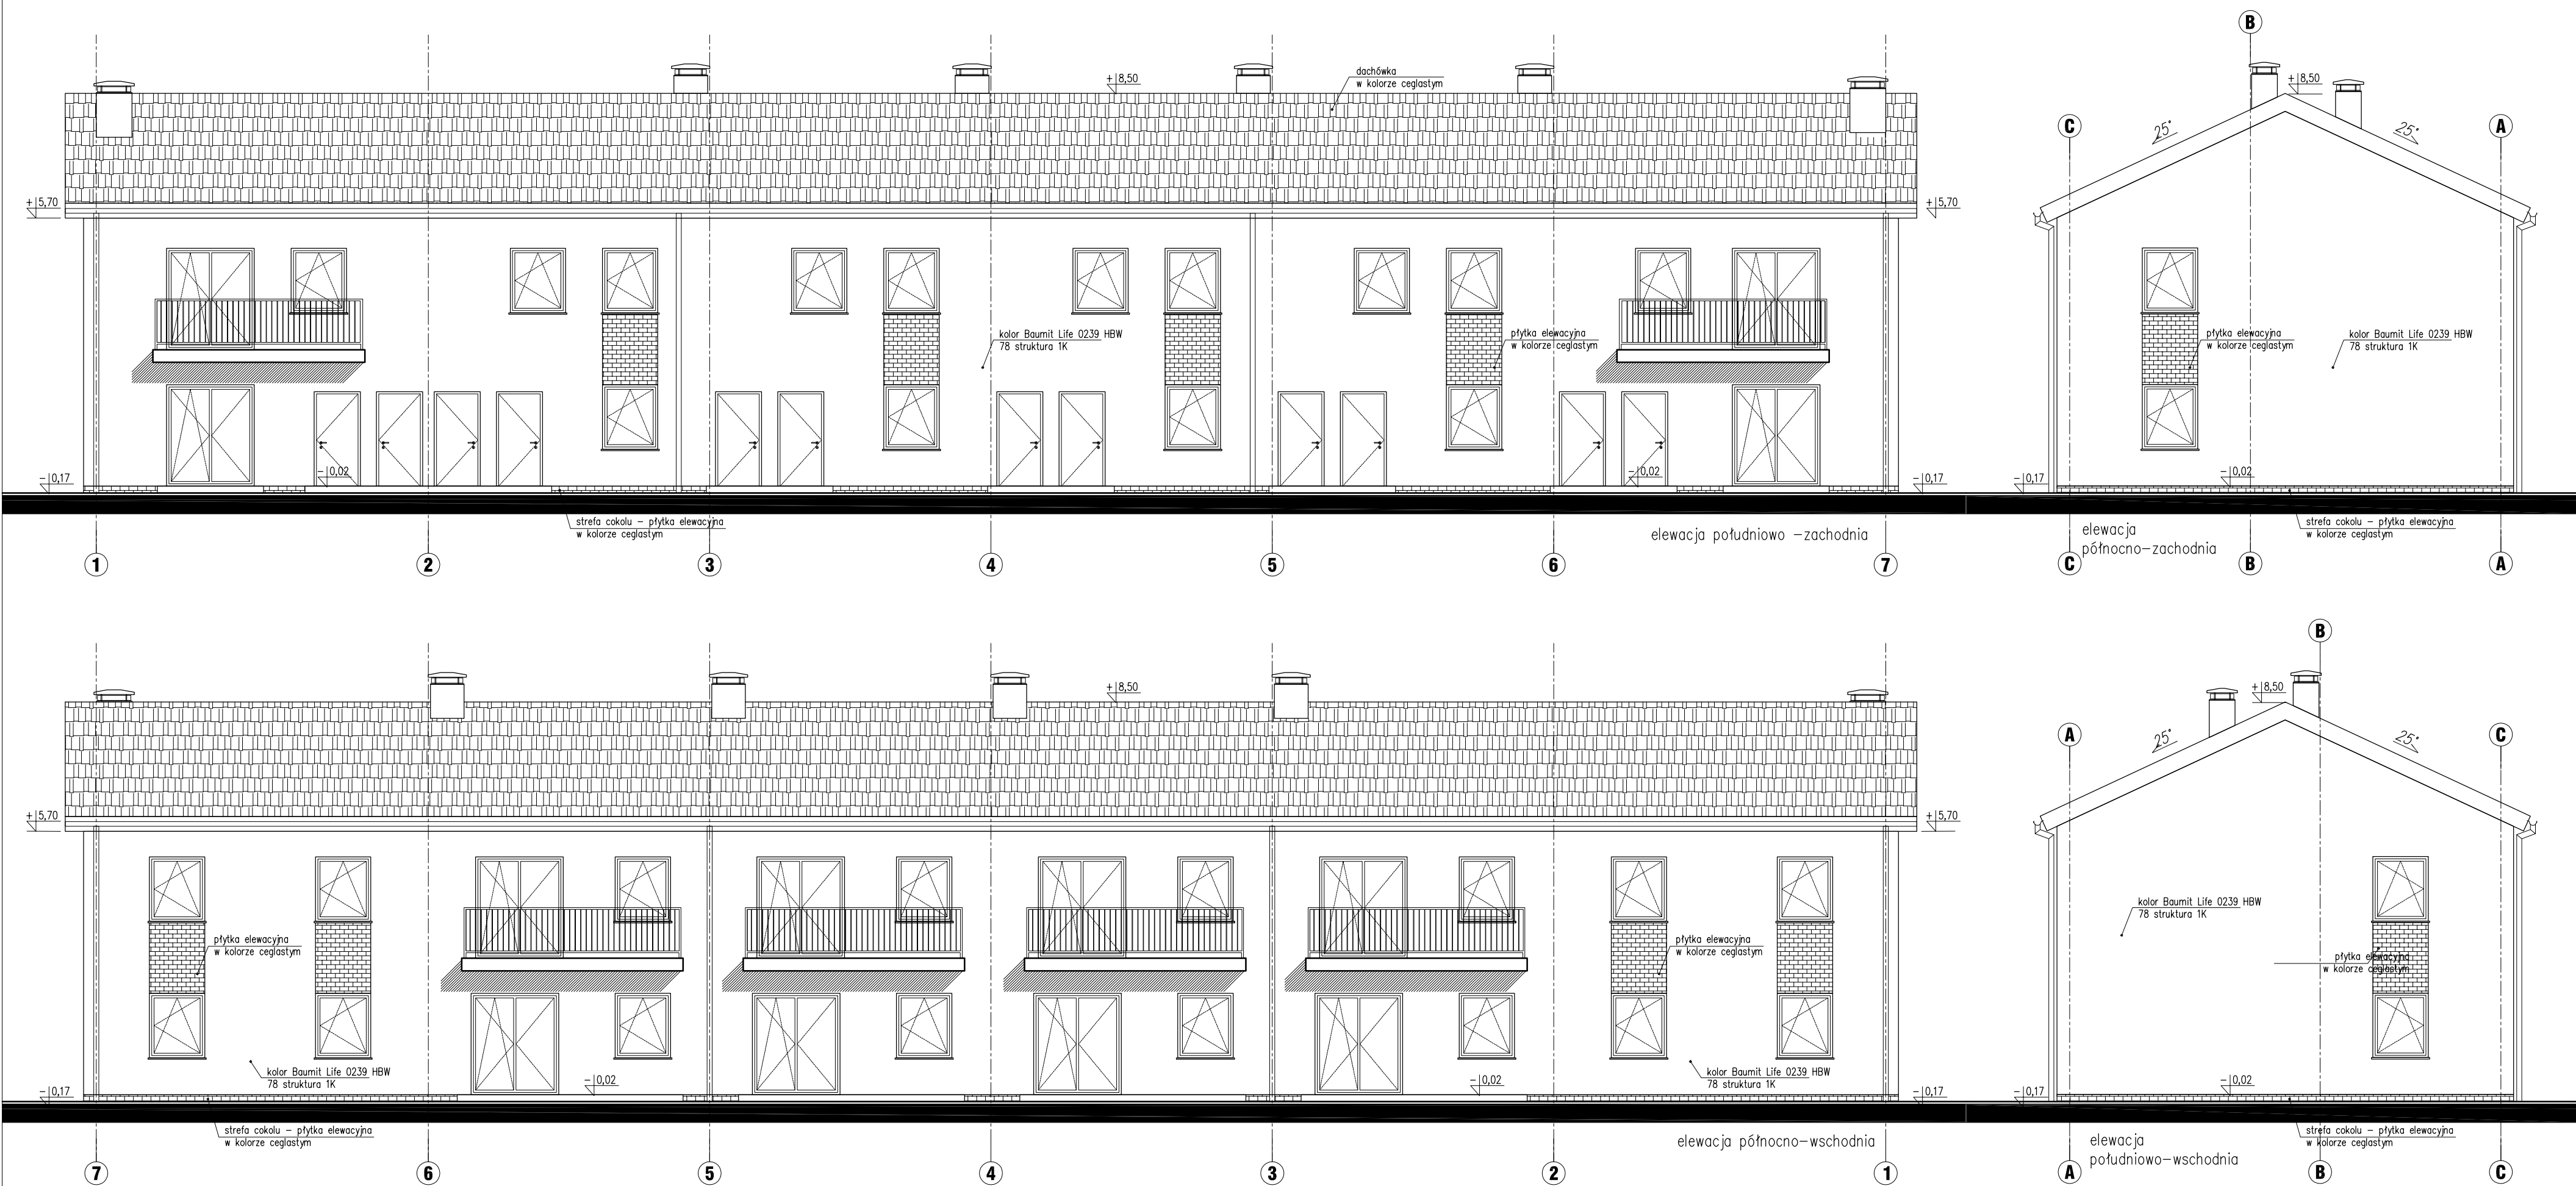 B
dachówka
w kolorze ceglastym
+8,50
+8,50
25°
25°
C
A
+5,70
+5,70
kolor Baumit Life 0239 HBW
78 struktura 1K
płytka elewacyjna
w kolorze ceglastym
płytka elewacyjna
w kolorze ceglastym
kolor Baumit Life 0239 HBW
78 struktura 1K
-0,17
-0,02
-0,02
-0,17
-0,17
-0,02
strefa cokolu - płytka elewacyjna
w kolorze ceglastym
elewacja południowo -zachodnia
elewacja
północno-zachodnia
strefa cokolu - płytka elewacyjna
w kolorze ceglastym
1
2
3
4
5
6
7
C
B
A
B
+8,50
+8,50
25°
25°
A
C
+5,70
+5,70
płytka elewacyjna
w kolorze ceglastym
płytka elewacyjna
w kolorze ceglastym
kolor Baumit Life 0239 HBW
78 struktura 1K
płytka elewacyjna
w kolorze ceglastym
kolor Baumit Life 0239 HBW
78 struktura 1K
kolor Baumit Life 0239 HBW
78 struktura 1K
-0,17
-0,02
-0,02
-0,17
-0,17
-0,02
strefa cokolu - płytka elewacyjna
w kolorze ceglastym
elewacja północno-wschodnia
elewacja
południowo-wschodnia
strefa cokolu - płytka elewacyjna
w kolorze ceglastym
7
6
5
4
3
2
1
A
B
C